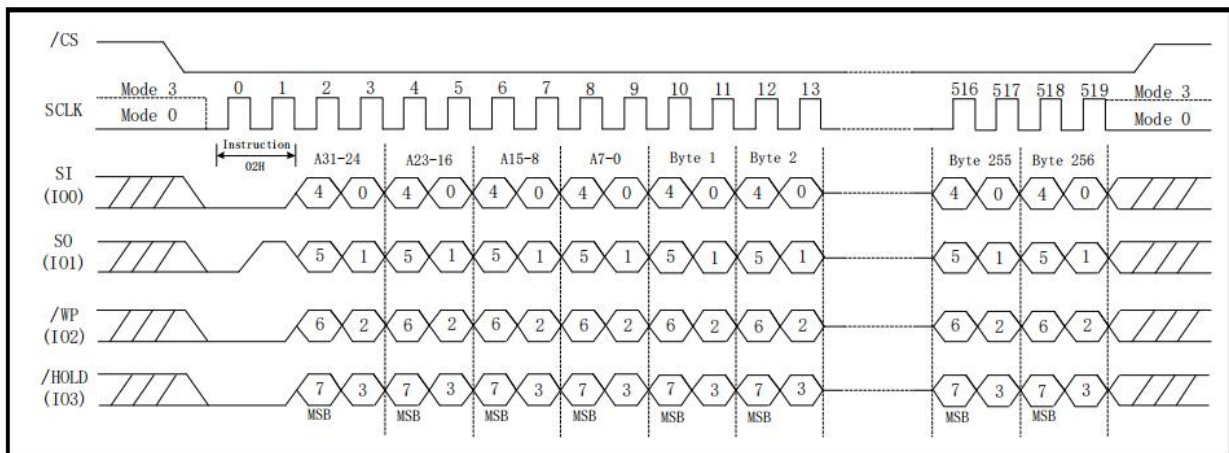 /CS
Mode 3 0 1 2 3 4 5 6 7 8 9 10 11 12 13 516 517 518 519 Mode 3
SCLK
Mode 0 Mode 0
Instruction
02H
A31-24 A23-16 A15-8 A7-0 Byte 1 Byte 2 Byte 255 Byte 256
SI
(IO0)
4 0 4 0 4 0 4 0 4 0 4 0 4 0 4 0
SO
(IO1)
5 1 5 1 5 1 5 1 5 1 5 1 5 1 5 1
/WP
(IO2)
6 2 6 2 6 2 6 2 6 2 6 2 6 2 6 2
/HOLD
(IO3)
7 3 7 3 7 3 7 3 7 3 7 3 7 3 7 3
MSB MSB MSB MSB MSB MSB MSB MSB